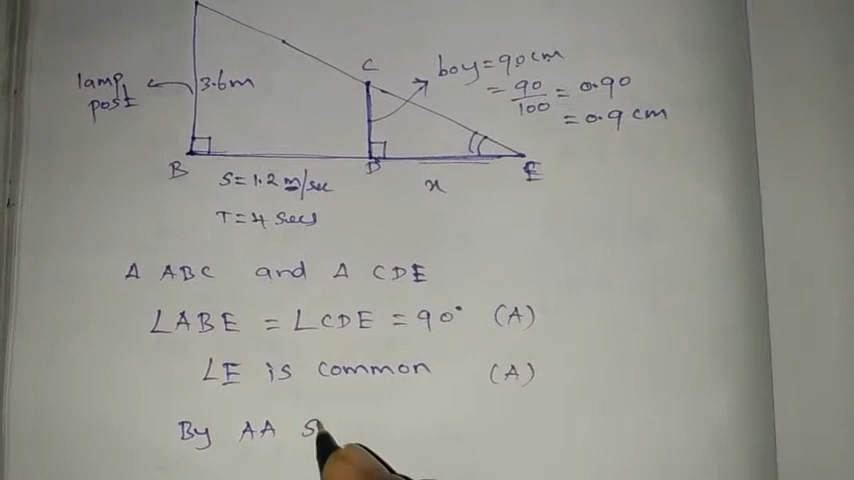 C
boy = 90 cm
lamp post
3.6m
= 90/100 = 0.90
= 0.9 cm
B
D
E
S = 1.2 m/sec
x
T = 4 secs
Δ ABC and Δ CDE
∠ABE = ∠CDE = 90° (A)
∠E is common (A)
By AA S